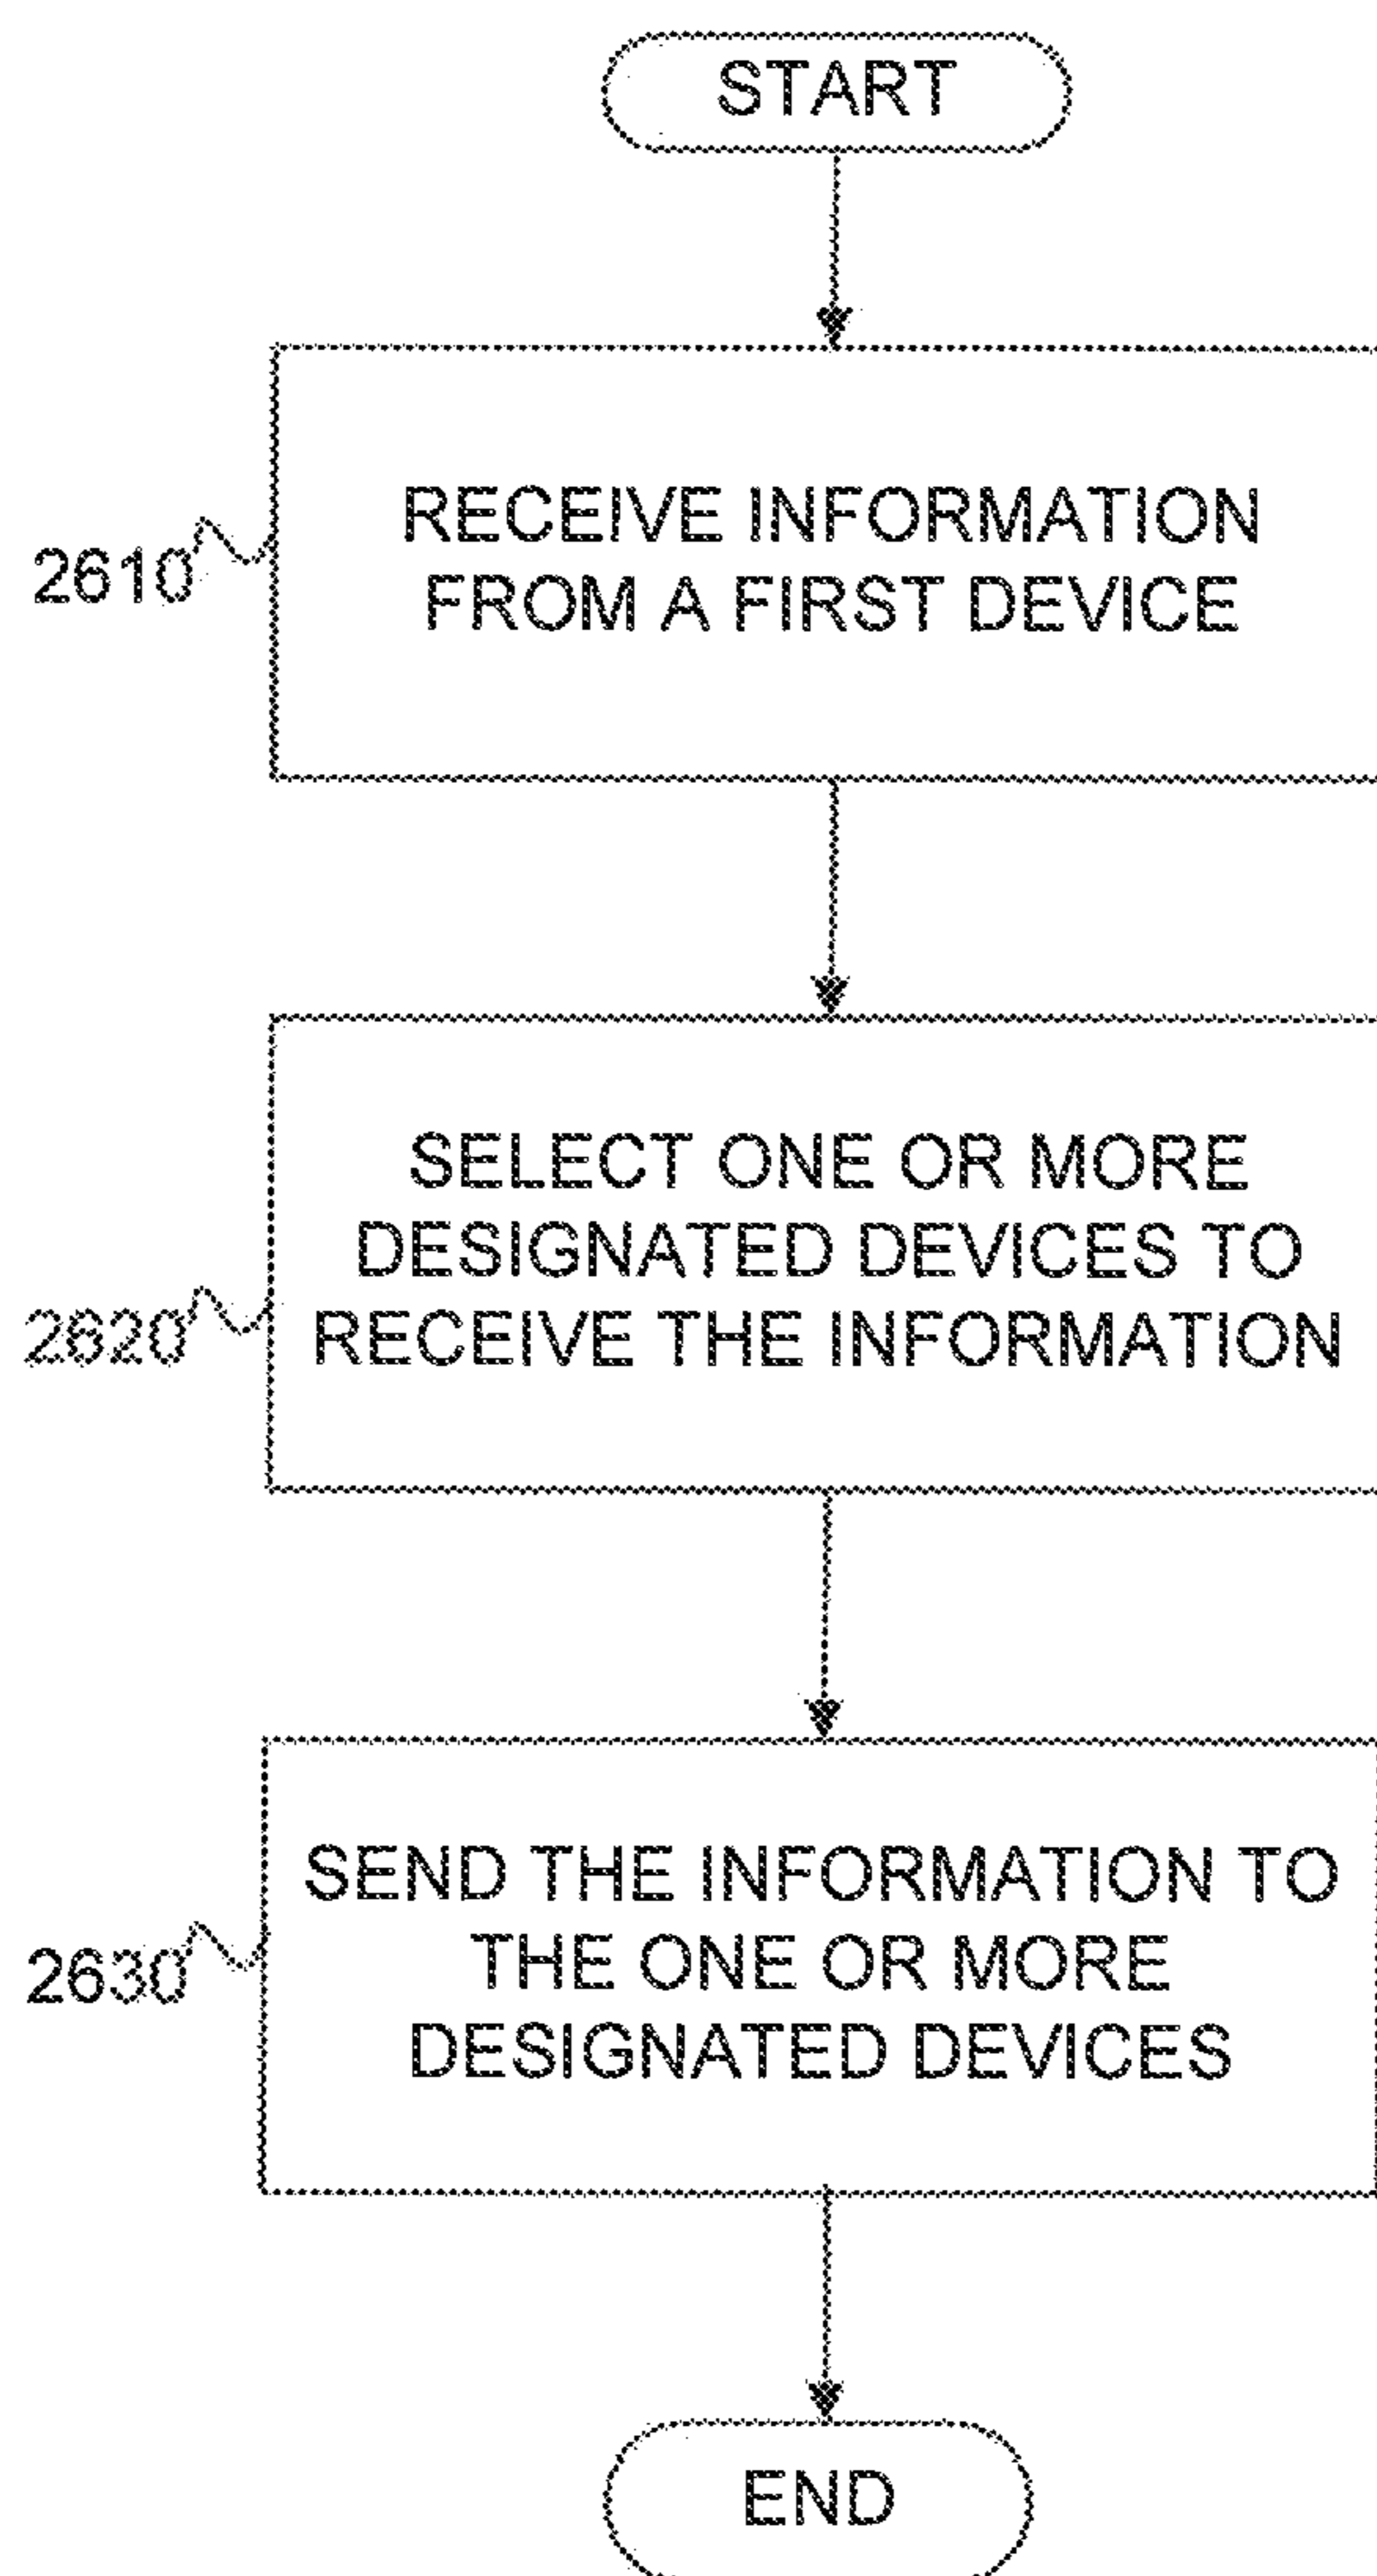 START
RECEIVE INFORMATION
FROM A FIRST DEVICE
2610
SELECT ONE OR MORE
DESIGNATED DEVICES TO
RECEIVE THE INFORMATION
2620
SEND THE INFORMATION TO
THE ONE OR MORE
DESIGNATED DEVICES
2630
END